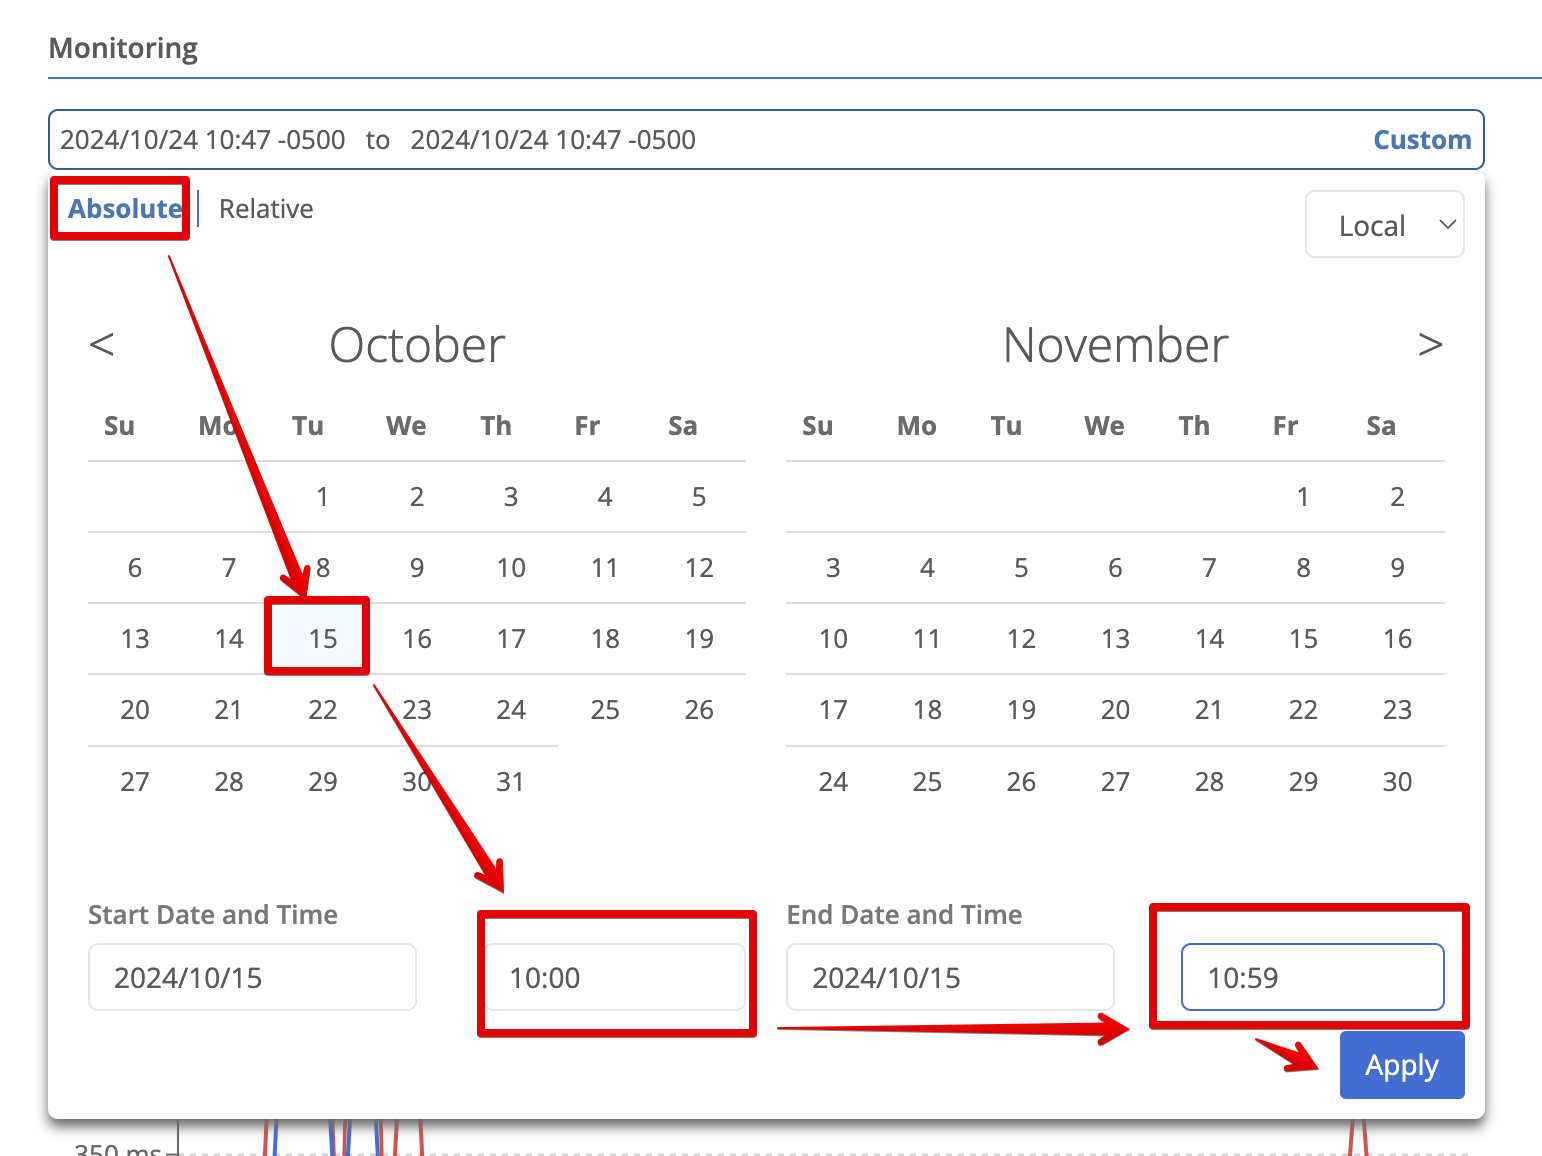 Monitoring
2024/10/24 10:47 -0500 to 2024/10/24 10:47 -0500 Custom
Absolute Relative Local
< October November >
Su Mo Tu We Th Fr Sa Su Mo Tu We Th Fr Sa
1 2 3 4 5 1 2
6 7 8 9 10 11 12 3 4 5 6 7 8 9
13 14 15 16 17 18 19 10 11 12 13 14 15 16
20 21 22 23 24 25 26 17 18 19 20 21 22 23
27 28 29 30 31 24 25 26 27 28 29 30
Start Date and Time End Date and Time
2024/10/15 10:00 2024/10/15 10:59
Apply
350 ms